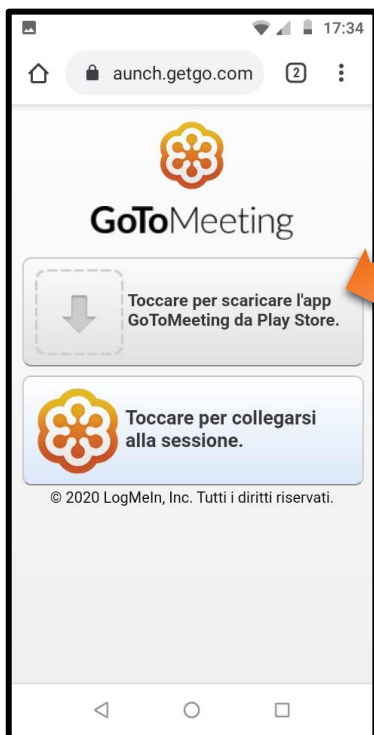 17:34
aunch.getgo.com 2
GoToMeeting
Toccare per scaricare l'app
GoToMeeting da Play Store.
Toccare per collegarsi
alla sessione.
© 2020 LogMeIn, Inc. Tutti i diritti riservati.